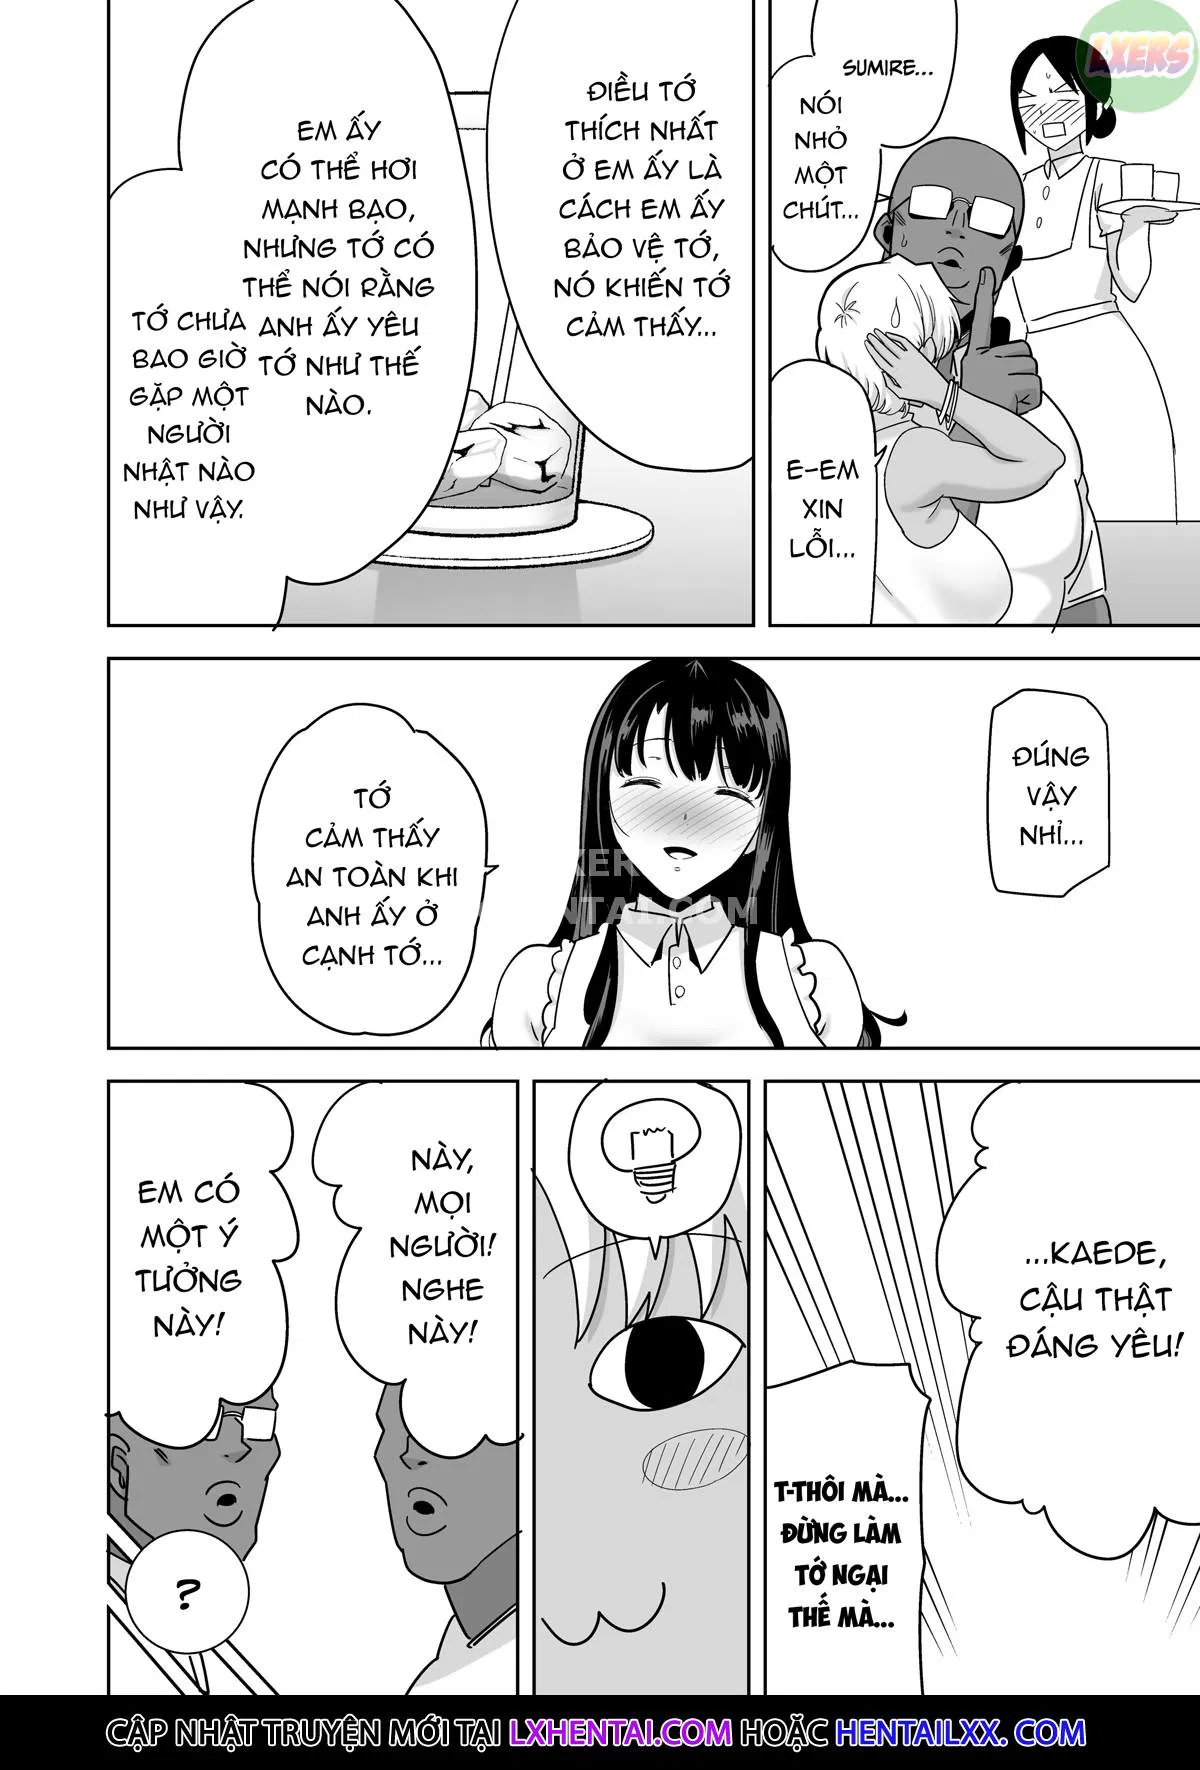 LXERS
SUMIRE...
NÓI
NHỎ
MỘT
CHÚT...
E-EM
XIN
LỖI...
ĐIỀU TỚ
THÍCH NHẤT
Ở EM ẤY LÀ
CÁCH EM ẤY
BẢO VỆ TỚ,
NÓ KHIẾN TỚ
CẢM THẤY...
EM ẤY
CÓ THỂ HƠI
MẠNH BẠO,
NHƯNG TỚ CÓ
THỂ NÓI RẰNG
ANH ẤY YÊU
TỚ NHƯ THẾ
NÀO.
TỚ CHƯA
BAO GIỜ
GẶP MỘT
NGƯỜI
NHẬT NÀO
NHƯ VẬY.
ĐÚNG
VẬY
NHỈ...
TỚ
CẢM THẤY
AN TOÀN KHI
ANH ẤY Ở
CẠNH TỚ...
...KAEDE,
CẬU THẬT
ĐÁNG YÊU!
T-THÔI MÀ...
ĐỪNG LÀM
TỚ NGẠI
THẾ MÀ...
NÀY,
MỌI
NGƯỜI!
NGHE
NÀY!
EM CÓ
MỘT Ý
TƯỞNG
NÀY!
?
CẬP NHẬT TRUYỆN MỚI TẠI LXHENTAI.COM HOẶC HENTAILXX. COM